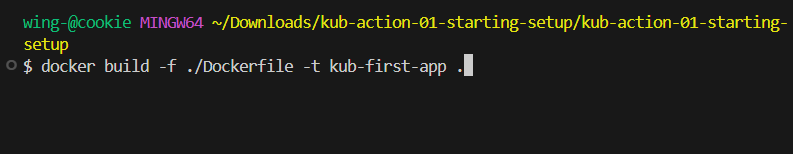 wing-@cookie MINGW64 ~/Downloads/kub-action-01-starting-setup/kub-action-01-starting-
setup
$ docker build -f ./Dockerfile -t kub-first-app .